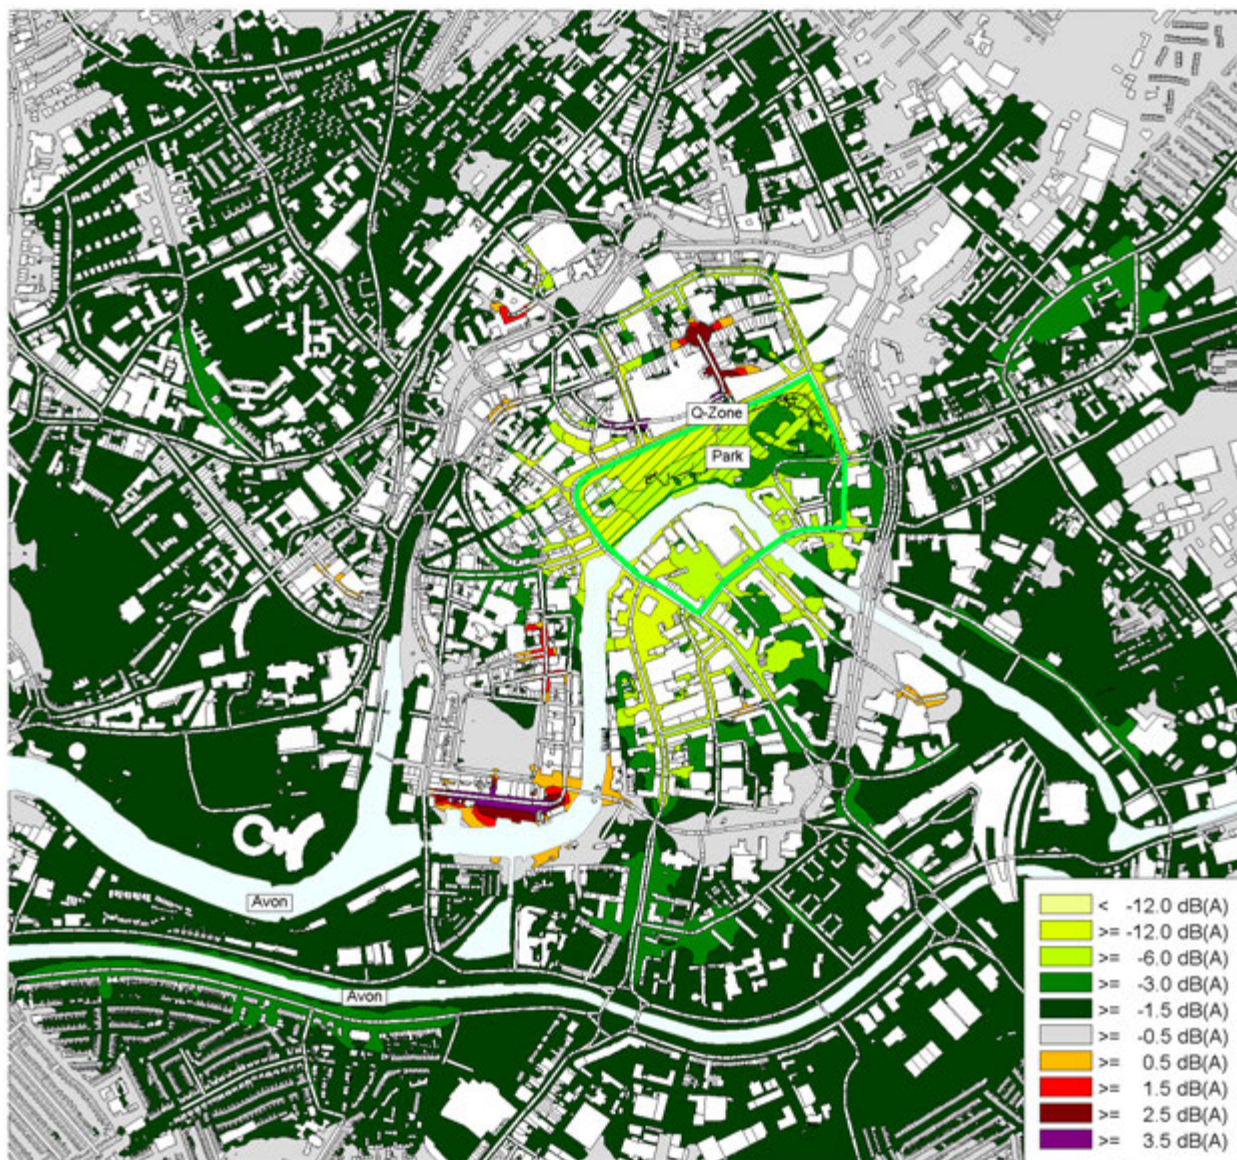 Q-Zone
Park
Avon
Avon
< -12.0 dB(A)
>= -12.0 dB(A)
>= -6.0 dB(A)
>= -3.0 dB(A)
>= -1.5 dB(A)
>= -0.5 dB(A)
>= 0.5 dB(A)
>= 1.5 dB(A)
>= 2.5 dB(A)
>= 3.5 dB(A)